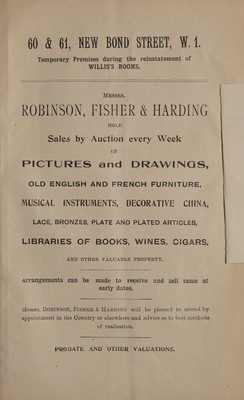 60 & 61, NEW BOND STREET, W. 1.
Temporary Premises during the reinstatement of
WILLIS'S ROOMS.
MESSRS.
ROBINSON, FISHER & HARDING
HOLD
Sales by Auction every Week
OF
PICTURES and DRAWINGS,
OLD ENGLISH AND FRENCH FURNITURE,
MUSICAL INSTRUMENTS, DECORATIVE CHINA,
LACE, BRONZES, PLATE AND PLATED ARTICLES,
LIBRARIES OF BOOKS, WINES, CIGARS,
AND OTHER VALUABLE PROPERTY.
Arrangements can be made to receive and sell same at
early dates.
Messrs. ROBINSON, FISHER & HARDING will be pleased to attend by
appointment in the Country or elsewhere and advise as to best methods
of realisation.
PROBATE AND OTHER VALUATIONS.